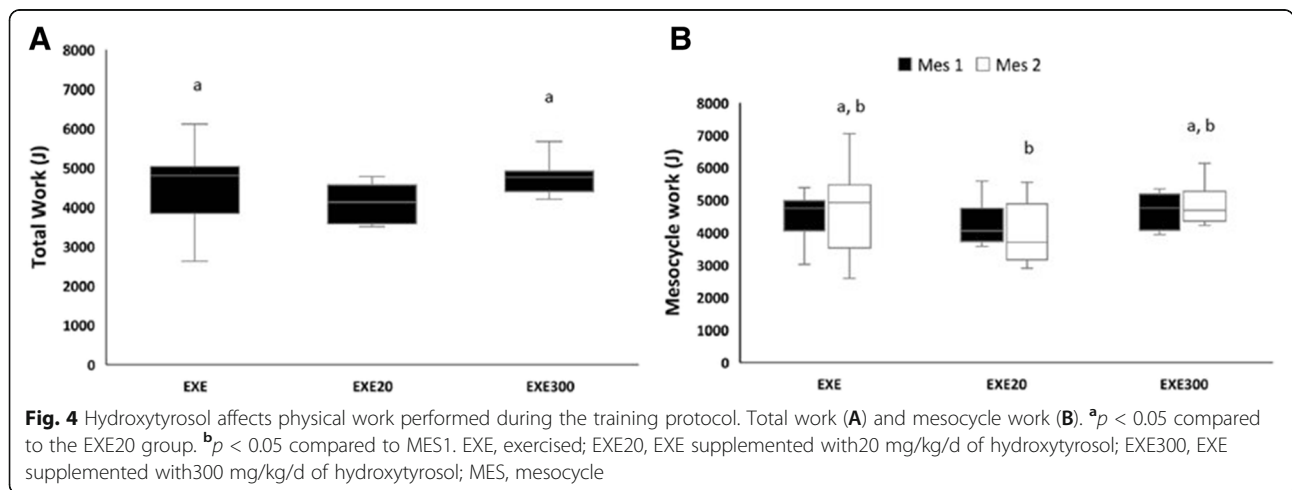 A
8000
7000
6000
5000
4000
3000
2000
1000
0
Total Work (J)
a
a
EXE
EXE20
EXE300
B
Mes 1
Mes 2
8000
7000
6000
5000
4000
3000
2000
1000
0
Mesocycle work (J)
a, b
b
a, b
EXE
EXE20
EXE300
Fig. 4 Hydroxytyrosol affects physical work performed during the training protocol. Total work (A) and mesocycle work (B). ᵃp < 0.05 compared
to the EXE20 group. ᵇp < 0.05 compared to MES1. EXE, exercised; EXE20, EXE supplemented with20 mg/kg/d of hydroxytyrosol; EXE300, EXE
supplemented with300 mg/kg/d of hydroxytyrosol; MES, mesocycle